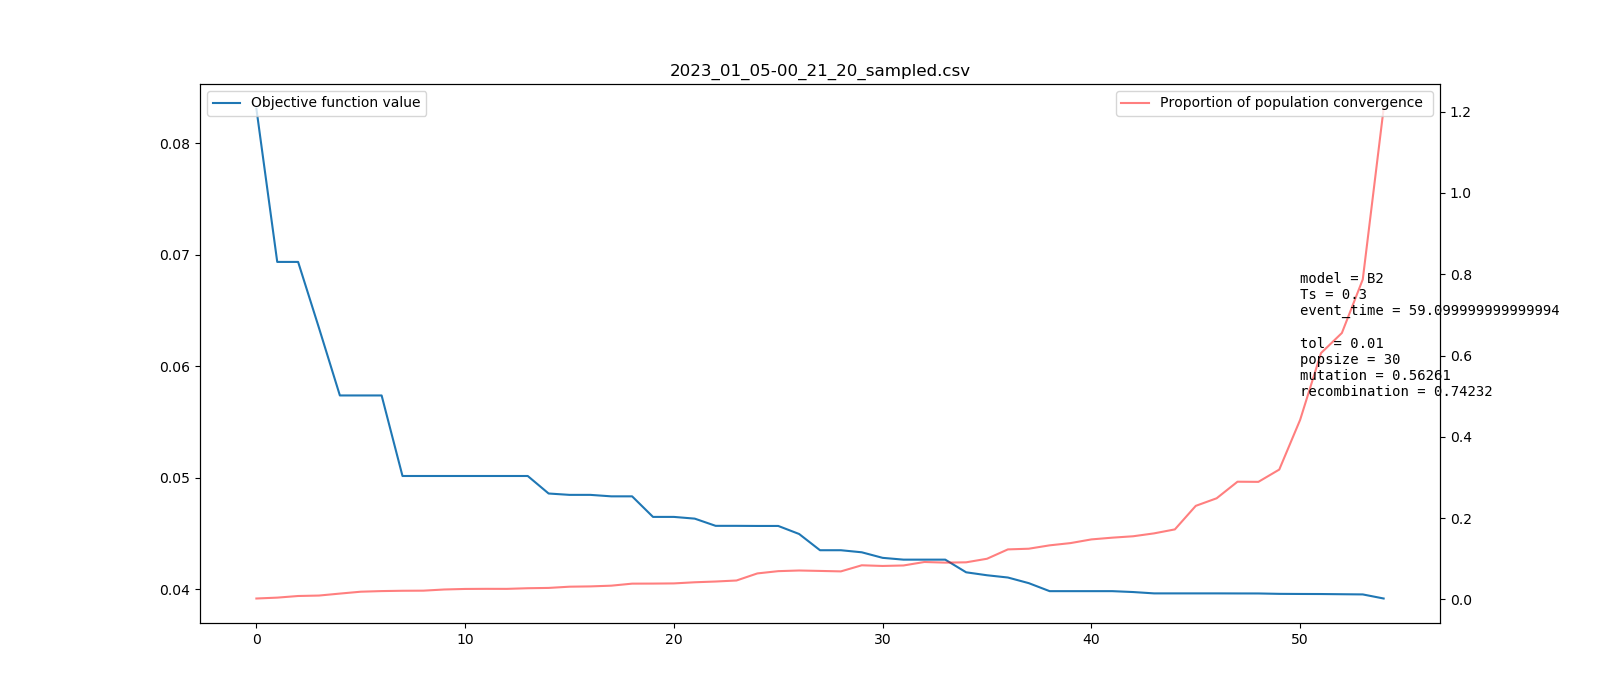 2023_01_05-00_21_20_sampled.csv
Objective function value
Proportion of population convergence
0.08
0.07
0.06
0.05
0.04
1.2
1.0
0.8
0.6
0.4
0.2
0.0
model = B2
Ts = 0.3
event_time = 59.099999999999994
tol = 0.01
popsize = 30
mutation = 0.56261
recombination = 0.74232
0
10
20
30
40
50